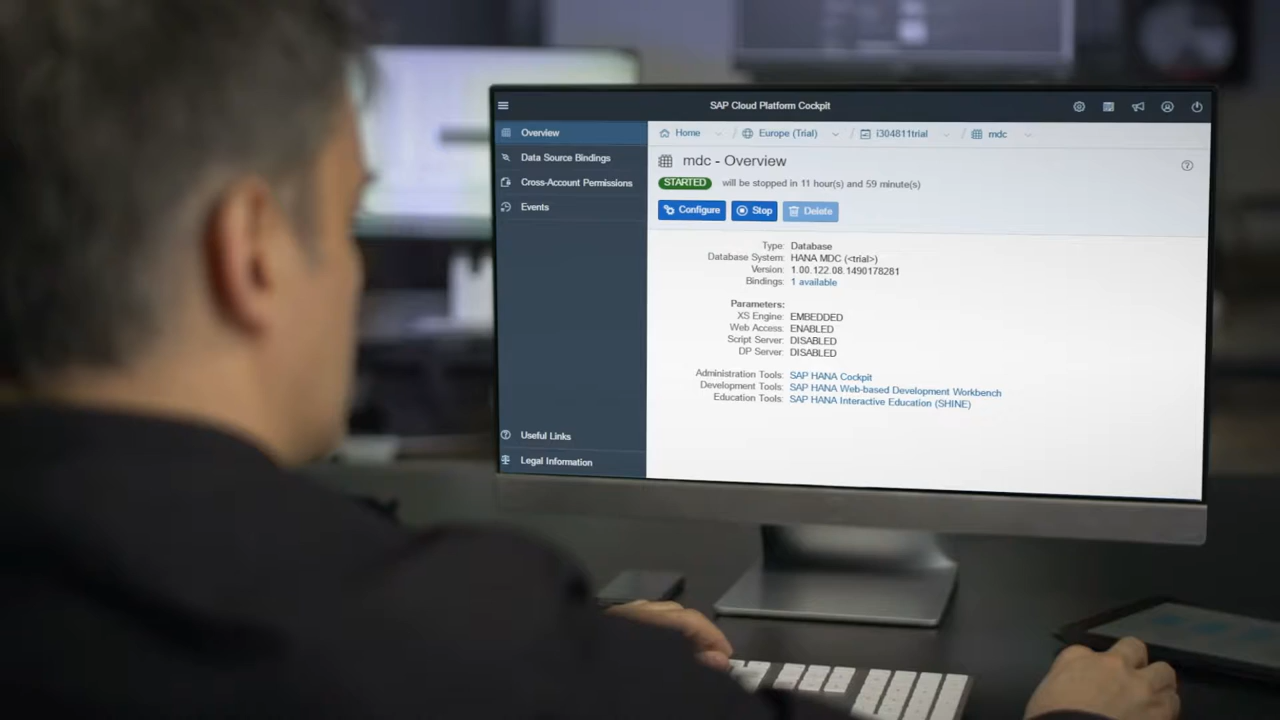 SAP Cloud Platform Cockpit
Overview
Data Source Bindings
Cross-Account Permissions
Events
Useful Links
Legal Information
Home / Europe (Trial) / i304811trial / mdc
mdc - Overview
STARTED will be stopped in 11 hour(s) and 59 minute(s)
Configure Stop Delete
Type: Database
Database System: HANA MDC (<trial>)
Version: 1.00.122.08.1490178281
Bindings: 1 available
Parameters:
XS Engine: EMBEDDED
Web Access: ENABLED
Script Server: DISABLED
DP Server: DISABLED
Administration Tools: SAP HANA Cockpit
Development Tools: SAP HANA Web-based Development Workbench
Education Tools: SAP HANA Interactive Education (SHINE)